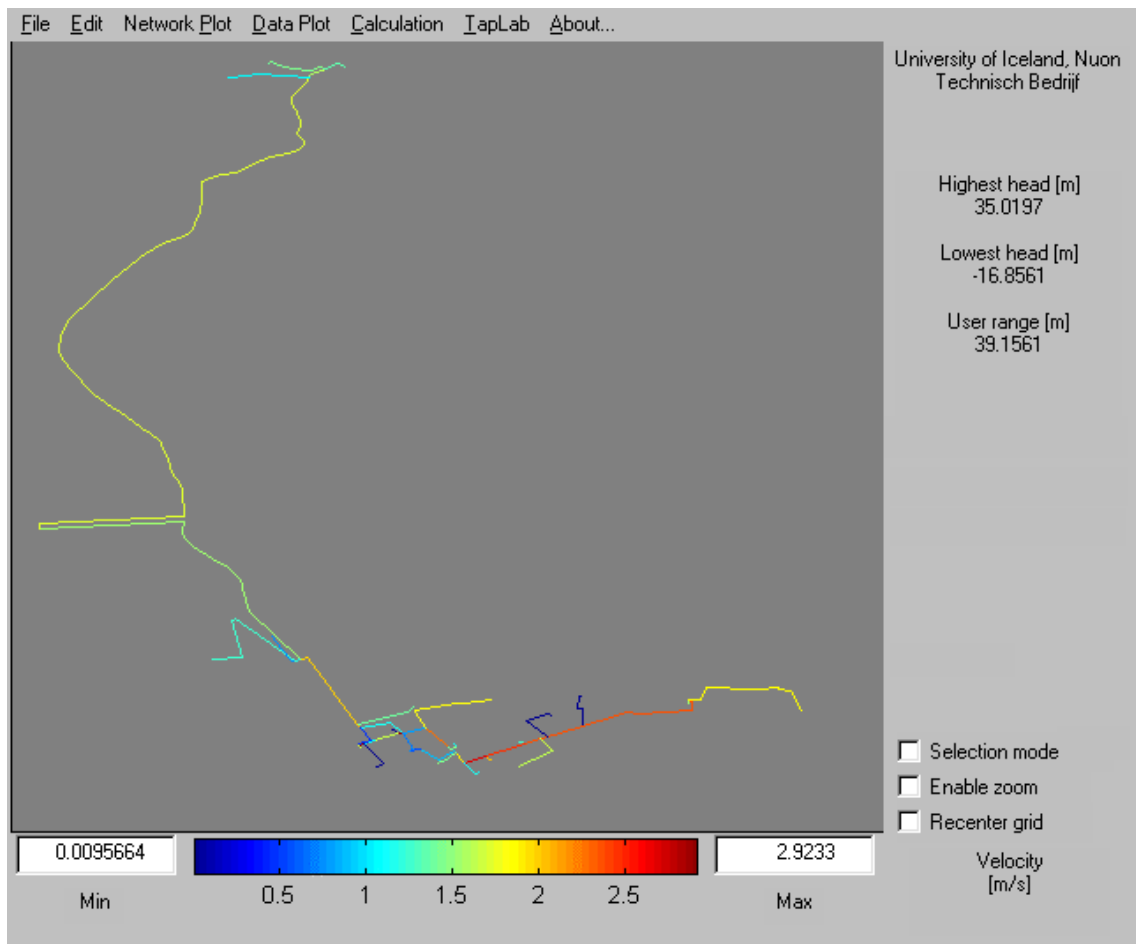 File Edit Network Plot Data Plot Calculation TapLab About...
University of Iceland, Nuon
Technisch Bedrijf
Highest head [m]
35.0197
Lowest head [m]
-16.8561
User range [m]
39.1561
Selection mode
Enable zoom
Recenter grid
0.0095664
2.9233
0.5 1 1.5 2 2.5
Min
Max
Velocity
[m/s]